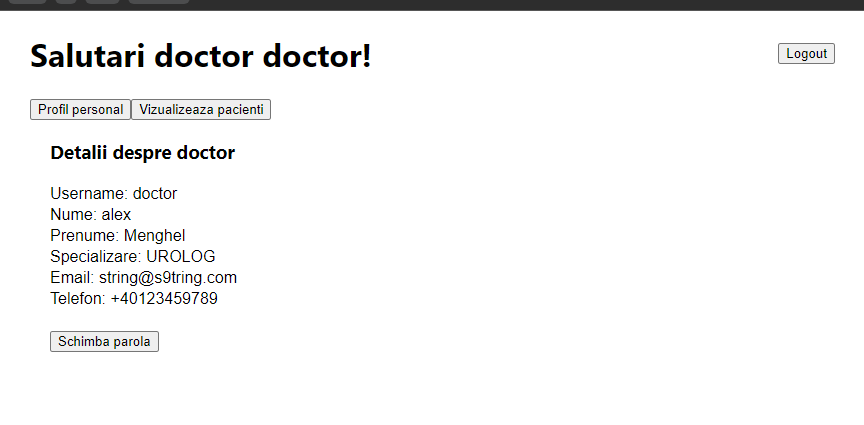 Salutari doctor doctor!
Logout
Profil personal
Vizualizeaza pacienti
Detalii despre doctor
Username: doctor
Nume: alex
Prenume: Menghel
Specializare: UROLOG
Email: string@s9tring.com
Telefon: +40123459789
Schimba parola